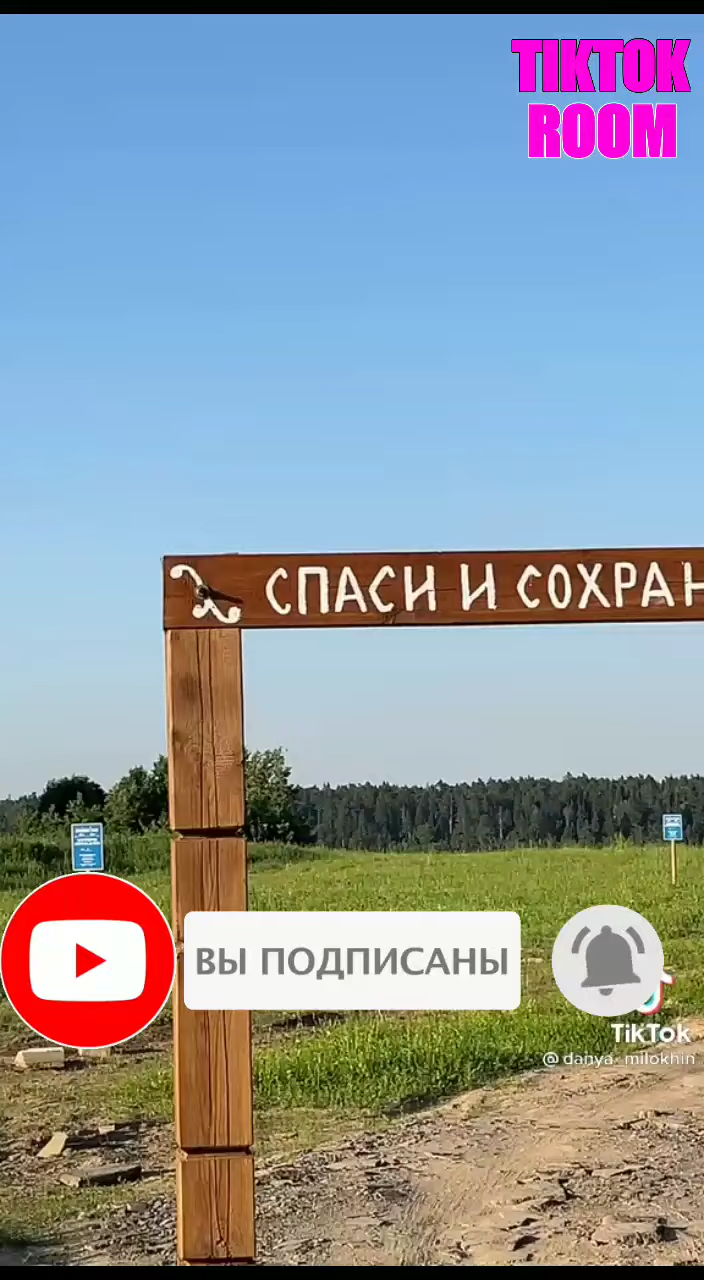 TIKTOK
ROOM
СПАСИ И СОХРАН
ВЫ ПОДПИСАНЫ
TikTok
@danya_milokhin